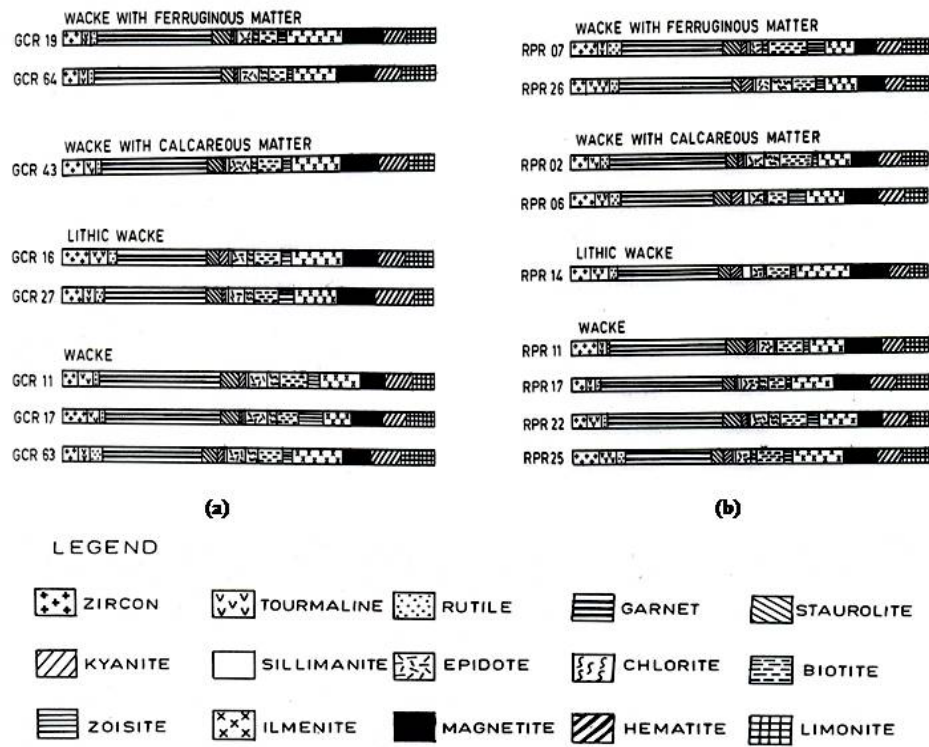 WACKE WITH FERRUGINOUS MATTER
GCR 19
GCR 64
WACKE WITH CALCAREOUS MATTER
GCR 43
LITHIC WACKE
GCR 16
GCR 27
WACKE
GCR 11
GCR 17
GCR 63
(a)
WACKE WITH FERRUGINOUS MATTER
RPR 07
RPR 26
WACKE WITH CALCAREOUS MATTER
RPR 02
RPR 06
LITHIC WACKE
RPR 14
WACKE
RPR 11
RPR 17
RPR 22
RPR25
(b)
LEGEND
ZIRCON TOURMALINE RUTILE GARNET STAUROLITE
KYANITE SILLIMANITE EPIDOTE CHLORITE BIOTITE
ZOISITE ILMENITE MAGNETITE HEMATITE LIMONITE